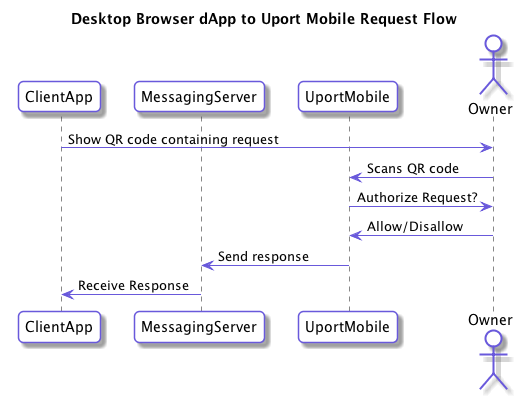 Desktop Browser dApp to Uport Mobile Request Flow
ClientApp
MessagingServer
UportMobile
Owner
Show QR code containing request
Scans QR code
Authorize Request?
Allow/Disallow
Send response
Receive Response
ClientApp
MessagingServer
UportMobile
Owner